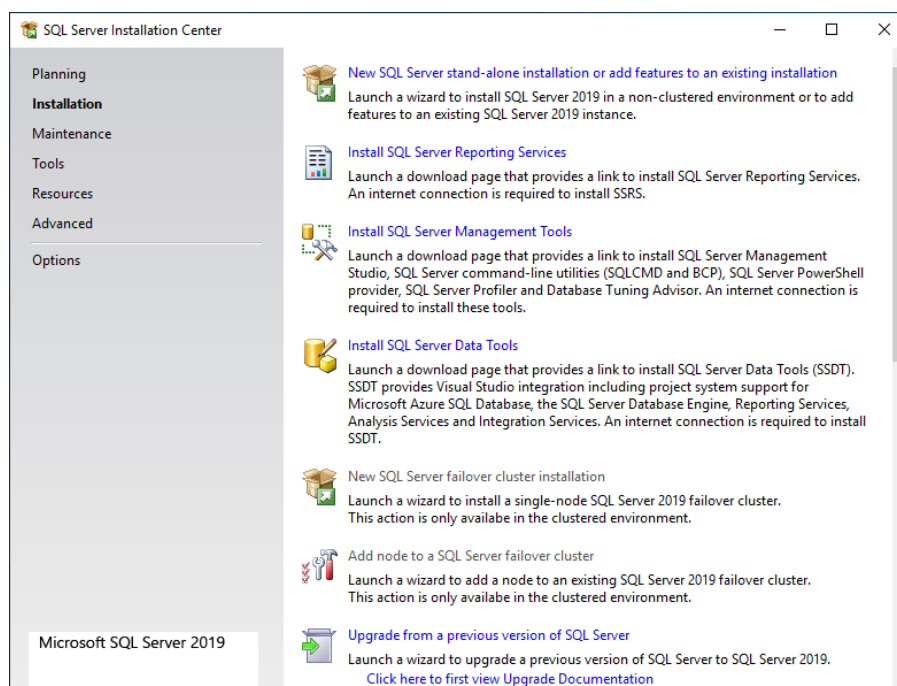 SQL Server Installation Center
Planning
Installation
Maintenance
Tools
Resources
Advanced
Options
Microsoft SQL Server 2019
New SQL Server stand-alone installation or add features to an existing installation
Launch a wizard to install SQL Server 2019 in a non-clustered environment or to add
features to an existing SQL Server 2019 instance.
Install SQL Server Reporting Services
Launch a download page that provides a link to install SQL Server Reporting Services.
An internet connection is required to install SSRS.
Install SQL Server Management Tools
Launch a download page that provides a link to install SQL Server Management
Studio, SQL Server command-line utilities (SQLCMD and BCP), SQL Server PowerShell
provider, SQL Server Profiler and Database Tuning Advisor. An internet connection is
required to install these tools.
Install SQL Server Data Tools
Launch a download page that provides a link to install SQL Server Data Tools (SSDT).
SSDT provides Visual Studio integration including project system support for
Microsoft Azure SQL Database, the SQL Server Database Engine, Reporting Services,
Analysis Services and Integration Services. An internet connection is required to install
SSDT.
New SQL Server failover cluster installation
Launch a wizard to install a single-node SQL Server 2019 failover cluster.
This action is only availabe in the clustered environment.
Add node to a SQL Server failover cluster
Launch a wizard to add a node to an existing SQL Server 2019 failover cluster.
This action is only availabe in the clustered environment.
Upgrade from a previous version of SQL Server
Launch a wizard to upgrade a previous version of SQL Server to SQL Server 2019.
Click here to first view Upgrade Documentation